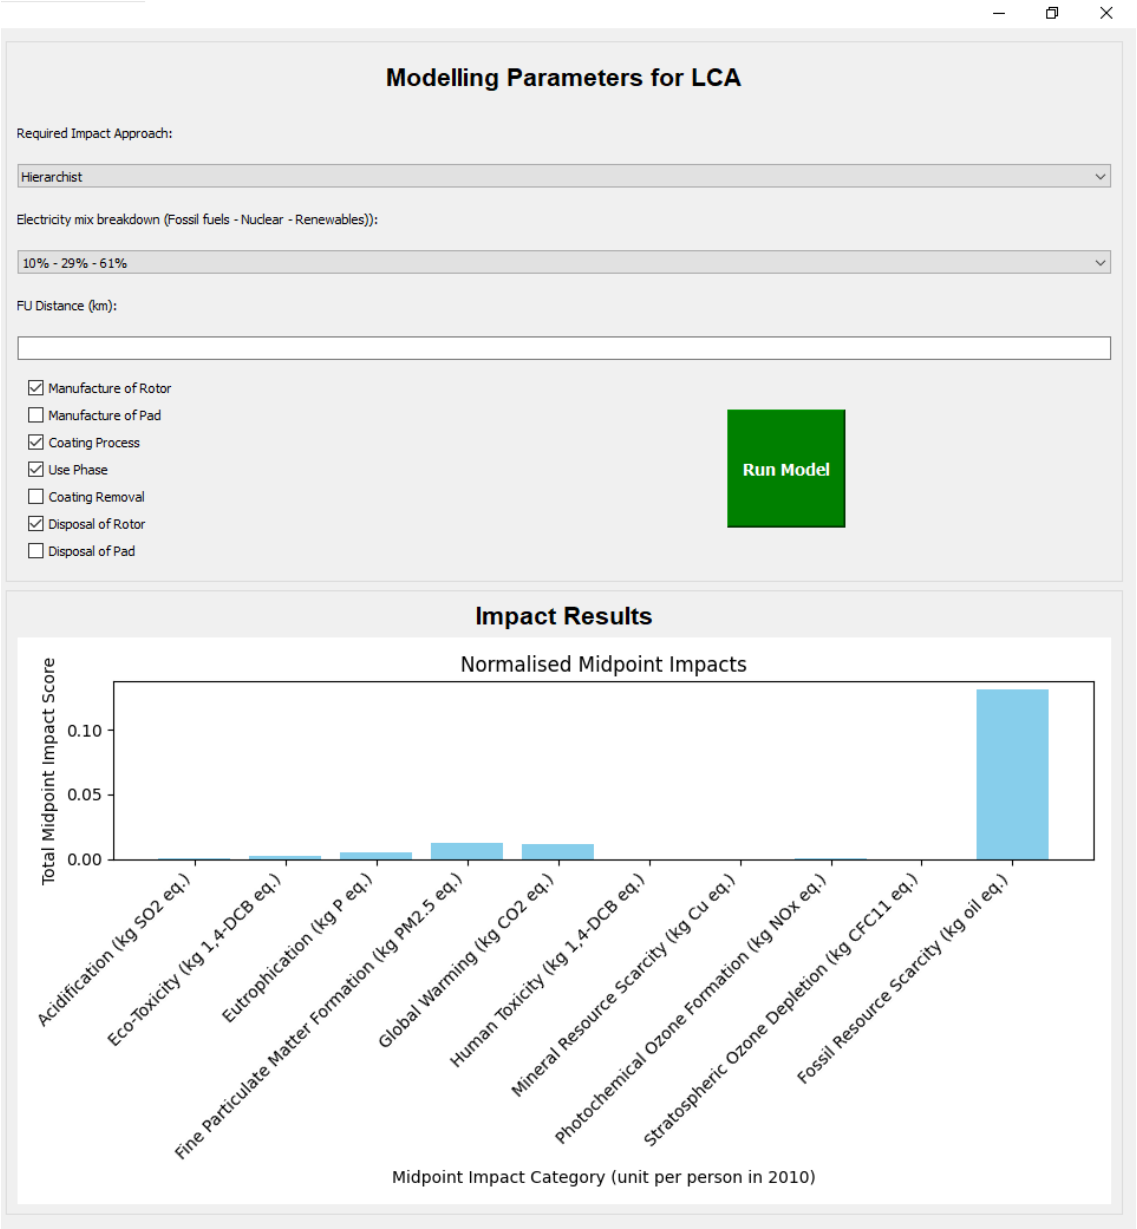 Modelling Parameters for LCA
Required Impact Approach:
Hierarchist
Electricity mix breakdown (Fossil fuels - Nuclear - Renewables)):
10% - 29% - 61%
FU Distance (km):
Manufacture of Rotor
Manufacture of Pad
Coating Process
Use Phase
Coating Removal
Disposal of Rotor
Disposal of Pad
Run Model
Impact Results
Normalised Midpoint Impacts
Total Midpoint Impact Score
0.10
0.05
0.00
Acidification (kg SO2 eq.)
Eco-Toxicity (kg 1,4-DCB eq.)
Eutrophication (kg P eq.)
Fine Particulate Matter Formation (kg PM2.5 eq.)
Global Warming (kg CO2 eq.)
Human Toxicity (kg 1,4-DCB eq.)
Mineral Resource Scarcity (kg Cu eq.)
Photochemical Ozone Formation (kg NOx eq.)
Stratospheric Ozone Depletion (kg CFC11 eq.)
Fossil Resource Scarcity (kg oil eq.)
Midpoint Impact Category (unit per person in 2010)